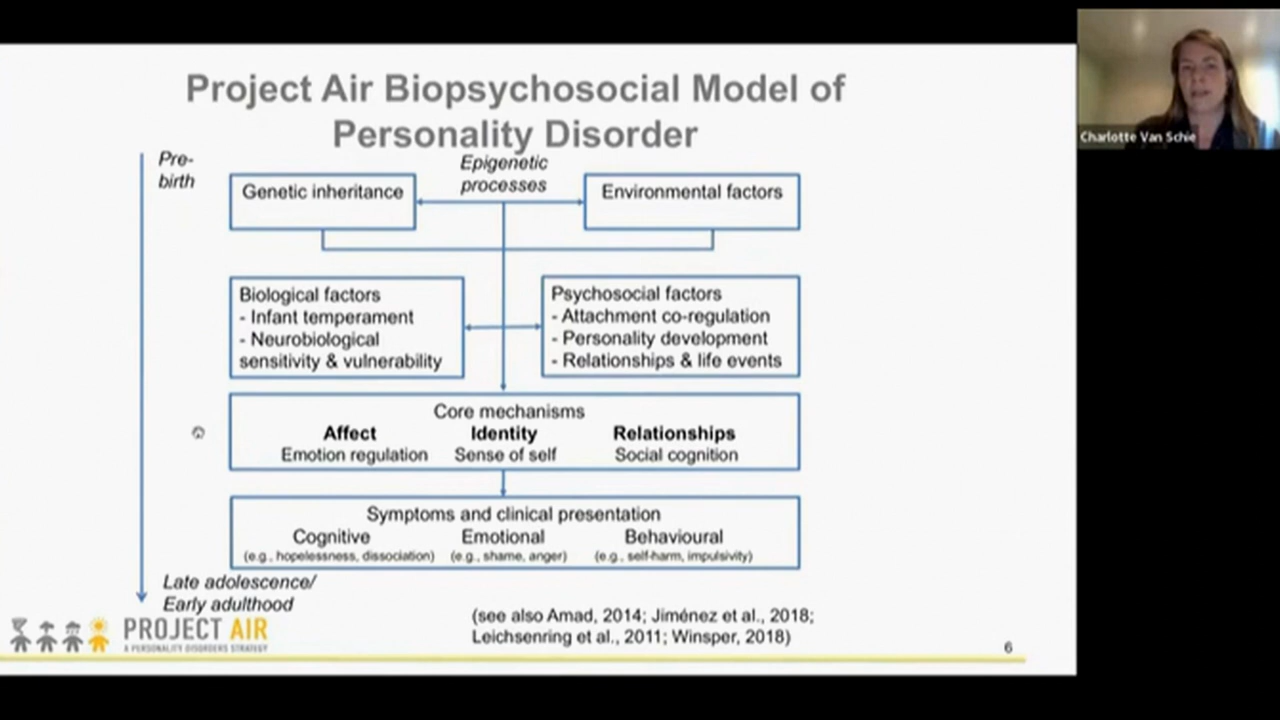 Project Air Biopsychosocial Model of
Personality Disorder
Pre-
birth
Epigenetic
processes
Genetic inheritance
Environmental factors
Biological factors
- Infant temperament
- Neurobiological
sensitivity & vulnerability
Psychosocial factors
- Attachment co-regulation
- Personality development
- Relationships & life events
Core mechanisms
Affect
Emotion regulation
Identity
Sense of self
Relationships
Social cognition
Symptoms and clinical presentation
Cognitive
(e.g., hopelessness, dissociation)
Emotional
(e.g., shame, anger)
Behavioural
(e.g., self-harm, impulsivity)
Late adolescence/
Early adulthood
PROJECT AIR
A PERSONALITY DISORDERS STRATEGY
(see also Amad, 2014; Jiménez et al., 2018;
Leichsenring et al., 2011; Winsper, 2018)
6
Charlotte Van Schie